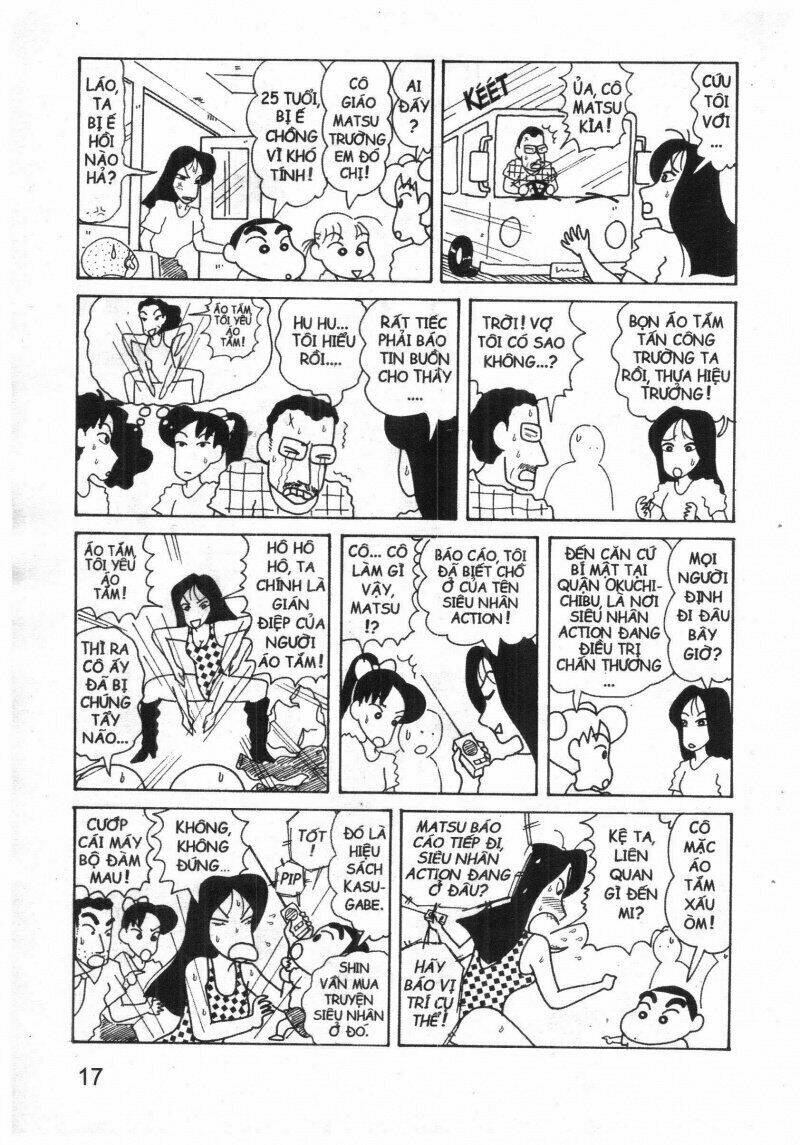 CỨU
TÔI
VỚI
...
ỦA, CÔ
MATSU
KÌA!
KÉÉT
AI
ĐẤY
?
CÔ
GIÁO
MATSU
TRƯỜNG
EM ĐÓ
CHỊ!
25 TUỔI,
BỊ Ế
CHỒNG
VÌ KHÓ
TÍNH!
LÁO,
TA
BỊ Ế
HỒI
NÀO
HẢ?
BỌN ÁO TẮM
TẤN CÔNG
TRƯỜNG TA
RỒI, THƯA HIỆU
TRƯỞNG!
TRỜI! VỢ
TÔI CÓ SAO
KHÔNG...?
RẤT TIẾC
PHẢI BÁO
TIN BUỒN
CHO THẦY
....
HU HU...
TÔI HIỂU
RỒI....
ÁO TẮM,
TÔI YÊU
ÁO
TẮM!
MỌI
NGƯỜI
ĐỊNH
ĐI ĐÂU
BÂY
GIỜ?
ĐẾN CĂN CỨ
BÍ MẬT TẠI
QUẬN OKUCHI-
CHIBU, LÀ NƠI
SIÊU NHÂN
ACTION ĐANG
ĐIỀU TRỊ
CHẤN THƯƠNG
...
BÁO CÁO, TÔI
ĐÃ BIẾT CHỖ
Ở CỦA TÊN
SIÊU NHÂN
ACTION!
CÔ... CÔ
LÀM GÌ
VẬY,
MATSU
!?
HÔ HÔ
HÔ, TA
CHÍNH LÀ
GIÁN
ĐIỆP CỦA
NGƯỜI
ÁO TẮM!
ÁO TẮM,
TÔI YÊU
ÁO
TẮM!
THÌ RA
CÔ ẤY
ĐÃ BỊ
CHÚNG
TẨY
NÃO...
CÔ
MẶC
ÁO
TẮM
XẤU
ÒM!
KỆ TA,
LIÊN
QUAN
GÌ ĐẾN
MI?
MATSU BÁO
CÁO TIẾP ĐI,
SIÊU NHÂN
ACTION ĐANG
Ở ĐÂU?
HÃY
BÁO VỊ
TRÍ CỤ
THỂ!
ĐÓ LÀ
HIỆU
SÁCH
KASU-
GABE.
SHIN
VẪN MUA
TRUYỆN
SIÊU NHÂN
Ở ĐÓ.
TỐT
!
PIP
KHÔNG,
KHÔNG
ĐỨNG...
CƯỚP
CÁI MÁY
BỘ ĐÀM
MAU!
17